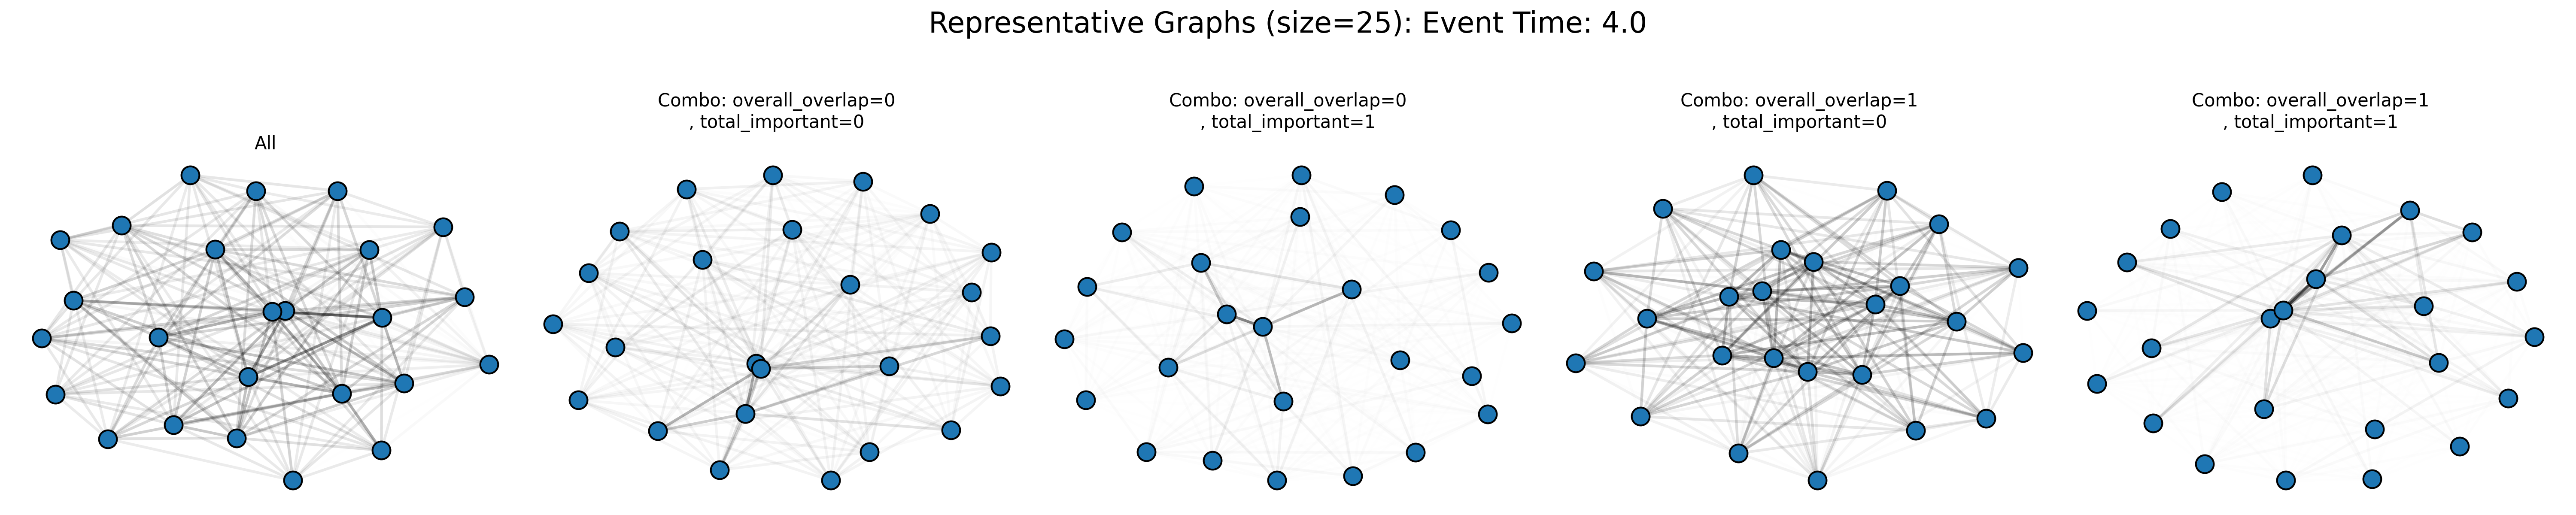 Representative Graphs (size=25): Event Time: 4.0
All
Combo: overall_overlap=0
, total_important=0
Combo: overall_overlap=0
, total_important=1
Combo: overall_overlap=1
, total_important=0
Combo: overall_overlap=1
, total_important=1